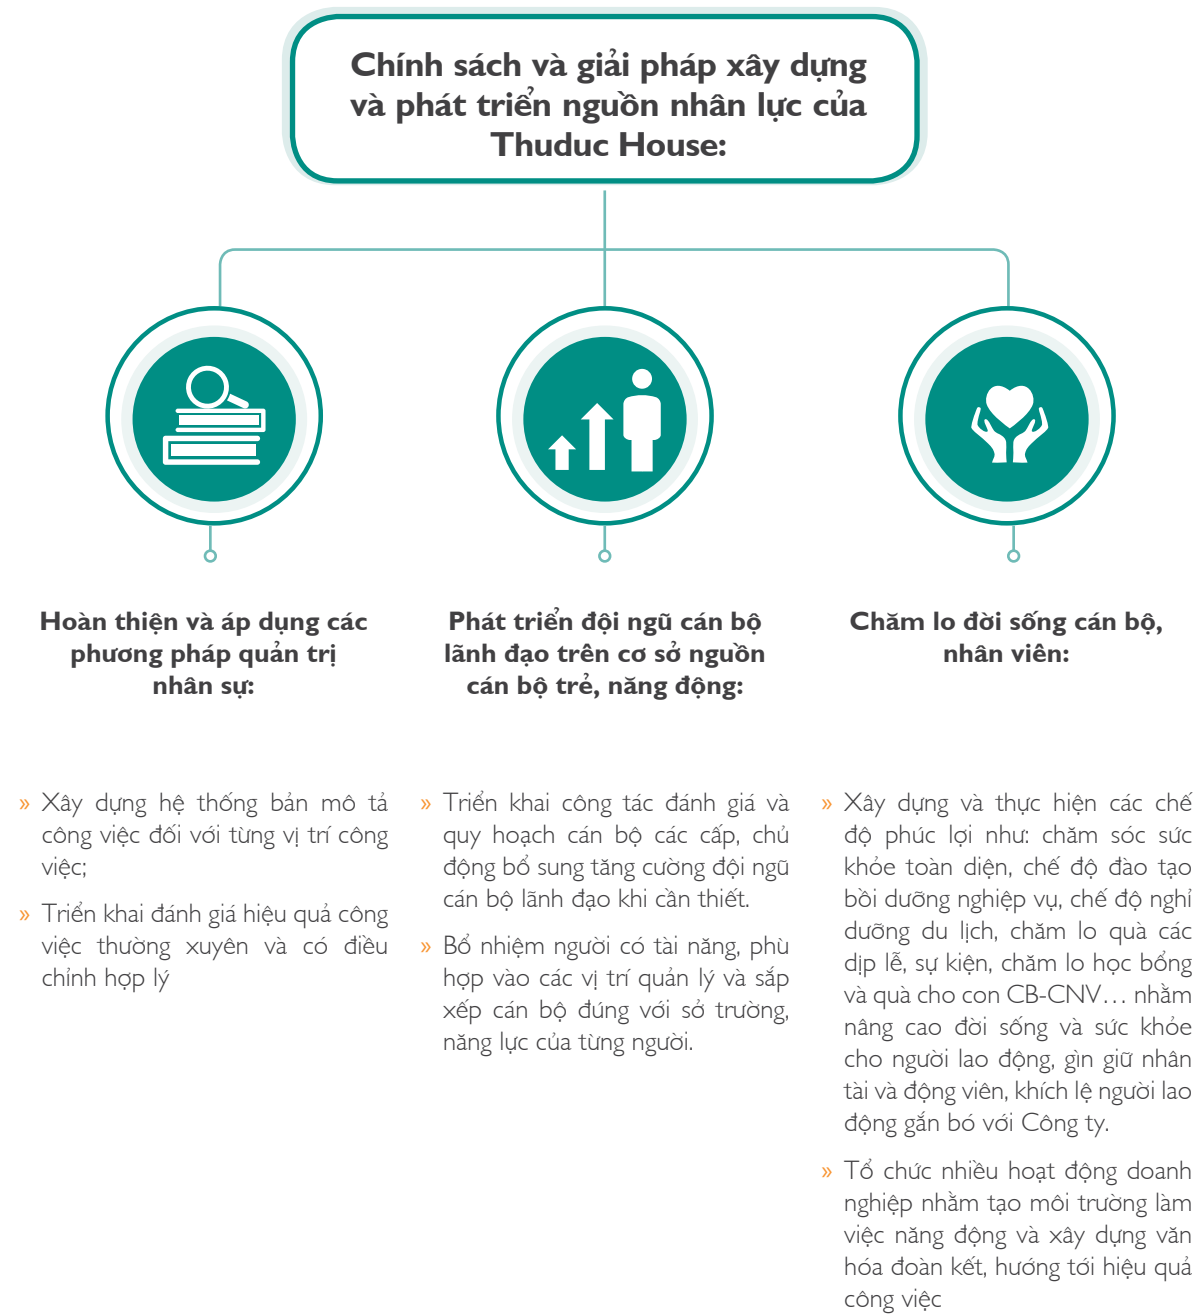 Chính sách và giải pháp xây dựng
và phát triển nguồn nhân lực của
Thuduc House:
Hoàn thiện và áp dụng các
phương pháp quản trị
nhân sự:
» Xây dựng hệ thống bản mô tả
công việc đối với từng vị trí công
việc;
» Triển khai đánh giá hiệu quả công
việc thường xuyên và có điều
chỉnh hợp lý
Phát triển đội ngũ cán bộ
lãnh đạo trên cơ sở nguồn
cán bộ trẻ, năng động:
» Triển khai công tác đánh giá và
quy hoạch cán bộ các cấp, chủ
động bổ sung tăng cường đội ngũ
cán bộ lãnh đạo khi cần thiết.
» Bổ nhiệm người có tài năng, phù
hợp vào các vị trí quản lý và sắp
xếp cán bộ đúng với sở trường,
năng lực của từng người.
Chăm lo đời sống cán bộ,
nhân viên:
» Xây dựng và thực hiện các chế
độ phúc lợi như: chăm sóc sức
khỏe toàn diện, chế độ đào tạo
bồi dưỡng nghiệp vụ, chế độ nghỉ
dưỡng du lịch, chăm lo quà các
dịp lễ, sự kiện, chăm lo học bổng
và quà cho con CB-CNV… nhằm
nâng cao đời sống và sức khỏe
cho người lao động, gìn giữ nhân
tài và động viên, khích lệ người lao
động gắn bó với Công ty.
» Tổ chức nhiều hoạt động doanh
nghiệp nhằm tạo môi trường làm
việc năng động và xây dựng văn
hóa đoàn kết, hướng tới hiệu quả
công việc